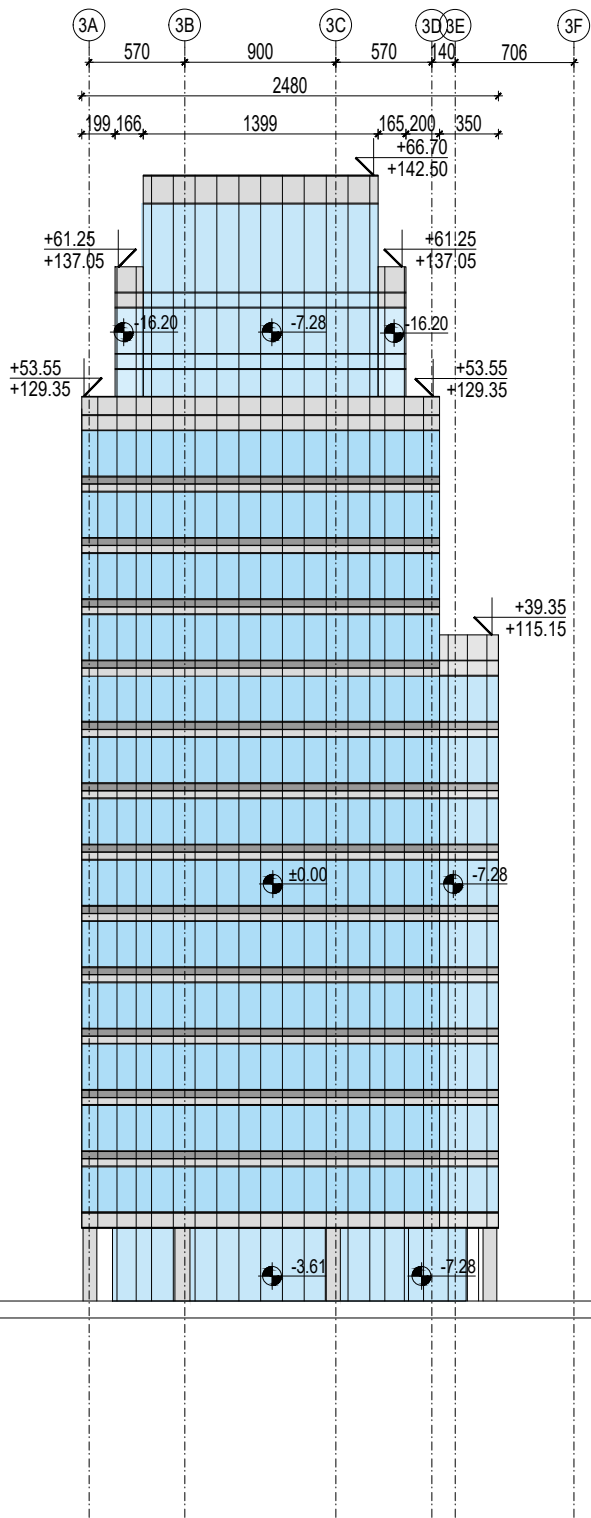 3A 3B 3C 3D 3E 3F
570 900 570 140 706
2480
199 166 1399 165 200 350
+66.70
+142.50
+61.25 +61.25
+137.05 +137.05
-16.20 -7.28 -16.20
+53.55 +53.55
+129.35 +129.35
+39.35
+115.15
±0.00 -7.28
-3.61 -7.28